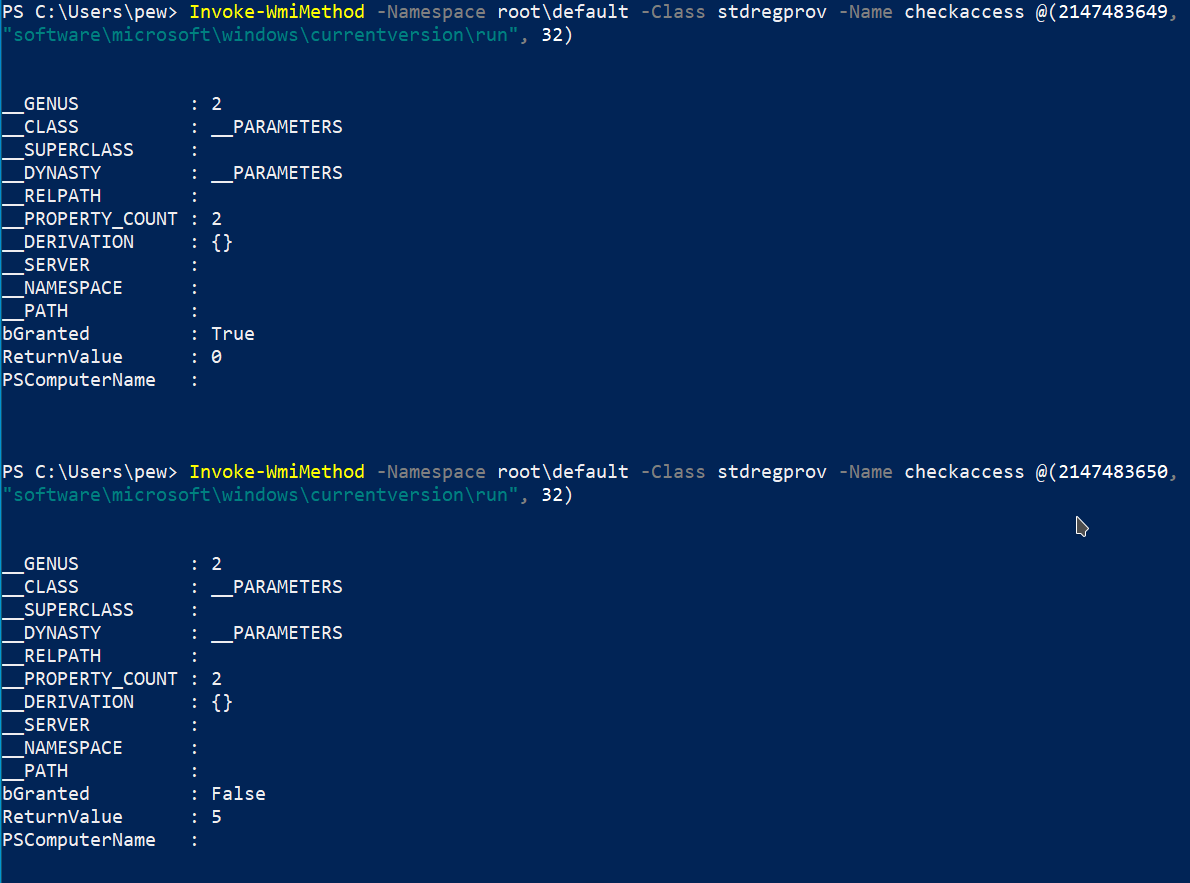 PS C:\Users\pew> Invoke-WmiMethod -Namespace root\default -Class stdregprov -Name checkaccess @(2147483649,
"software\microsoft\windows\currentversion\run", 32)
__GENUS          : 2
__CLASS          : __PARAMETERS
__SUPERCLASS     :
__DYNASTY        : __PARAMETERS
__RELPATH        :
__PROPERTY_COUNT : 2
__DERIVATION     : {}
__SERVER         :
__NAMESPACE      :
__PATH           :
bGranted         : True
ReturnValue      : 0
PSComputerName   :
PS C:\Users\pew> Invoke-WmiMethod -Namespace root\default -Class stdregprov -Name checkaccess @(2147483650,
"software\microsoft\windows\currentversion\run", 32)
__GENUS          : 2
__CLASS          : __PARAMETERS
__SUPERCLASS     :
__DYNASTY        : __PARAMETERS
__RELPATH        :
__PROPERTY_COUNT : 2
__DERIVATION     : {}
__SERVER         :
__NAMESPACE      :
__PATH           :
bGranted         : False
ReturnValue      : 5
PSComputerName   :